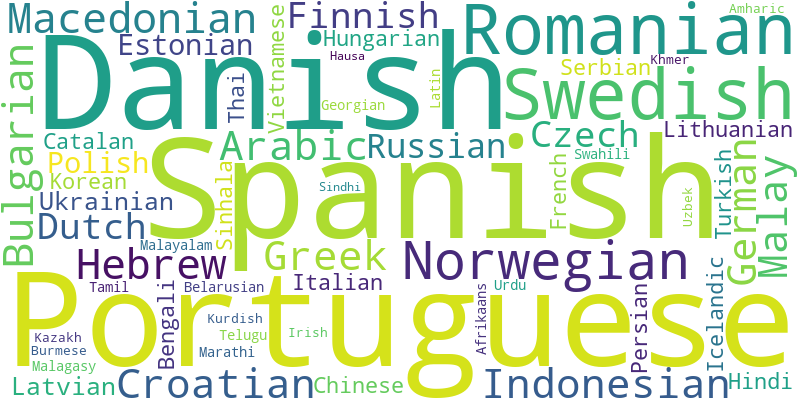 Macedonian
Finnish
Romanian
Amharic
Danish
Estonian
Hungarian
Vietnamese
Hausa
Khmer
Serbian
Swedish
Bulgarian
Thai
Georgian
Latin
Catalan
Arabic
Russian
Czech
Lithuanian
Polish
Spanish
Swahili
French
German
Malay
Korean
Sinhala
Sindhi
Turkish
Uzbek
Ukrainian
Dutch
Malayalam
Hebrew
Greek
Norwegian
Icelandic
Portuguese
Tamil
Bengali
Belarusian
Italian
Afrikaans
Urdu
Persian
Kazakh
Kurdish
Burmese
Telugu
Irish
Malagasy
Marathi
Latvian
Croatian
Chinese
Indonesian
Hindi